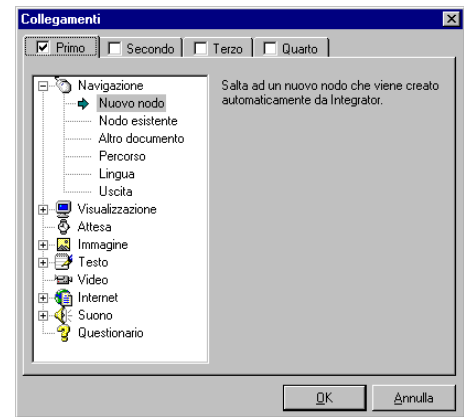 Collegamenti
Primo Secondo Terzo Quarto
Navigazione
Nuovo nodo
Nodo esistente
Altro documento
Percorso
Lingua
Uscita
Visualizzazione
Attesa
Immagine
Testo
Video
Internet
Suono
Questionario
Salta ad un nuovo nodo che viene creato
automaticamente da Integrator.
OK Annulla